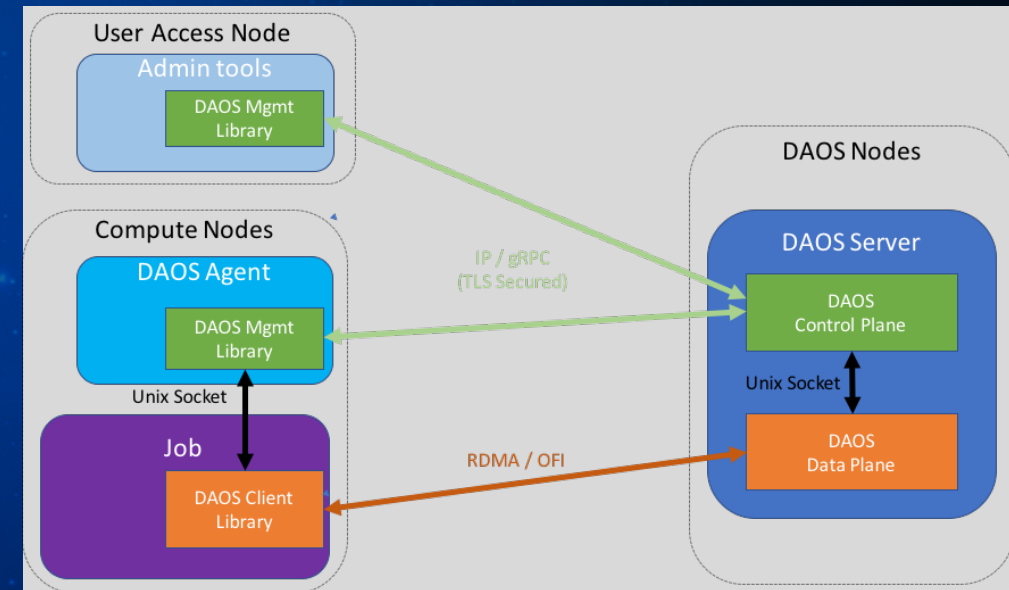 User Access Node
Admin tools
DAOS Mgmt
Library
Compute Nodes
DAOS Agent
DAOS Mgmt
Library
Unix Socket
Job
DAOS Client
Library
IP / gRPC
(TLS Secured)
RDMA / OFI
DAOS Nodes
DAOS Server
DAOS
Control Plane
Unix Socket
DAOS
Data Plane